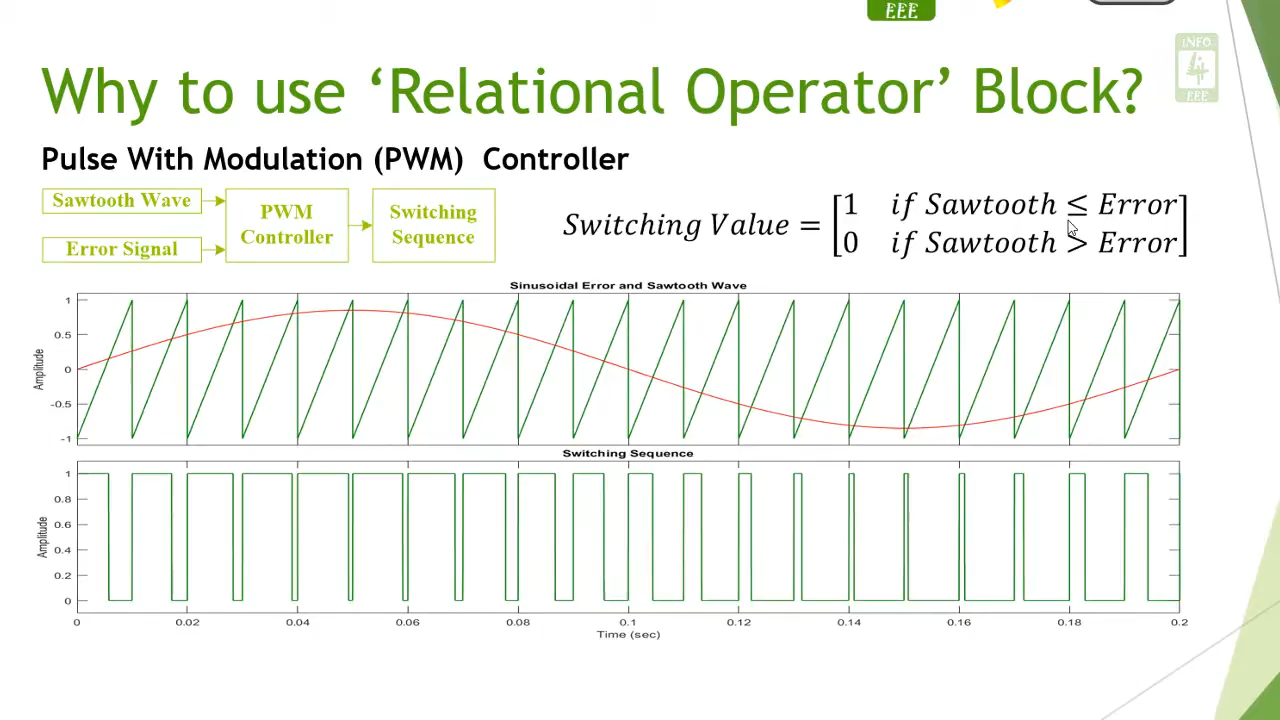 EEE
INFO
4
EEE
Why to use ‘Relational Operator’ Block?
Pulse With Modulation (PWM) Controller
Sawtooth Wave
Error Signal
PWM
Controller
Switching
Sequence
Switching Value =
1 if Sawtooth ≤ Error
0 if Sawtooth > Error
Sinusoidal Error and Sawtooth Wave
Amplitude
1
0.5
0
-0.5
-1
Switching Sequence
Amplitude
1
0.8
0.6
0.4
0.2
0
0 0.02 0.04 0.06 0.08 0.1 0.12 0.14 0.16 0.18 0.2
Time (sec)